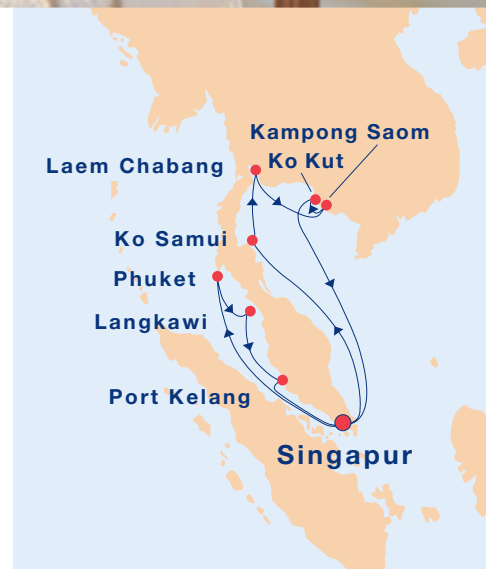 Kampong Saom
Ko Kut
Laem Chabang
Ko Samui
Phuket
Langkawi
Port Kelang
Singapur